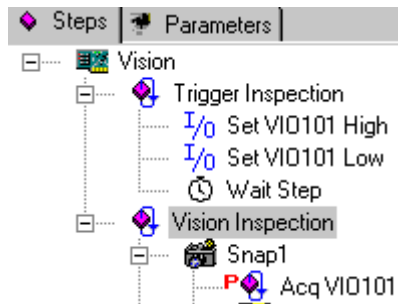 Steps Parameters
Vision
Trigger Inspection
I/O Set VIO101 High
I/O Set VIO101 Low
Wait Step
Vision Inspection
Snap1
P Acq VIO101